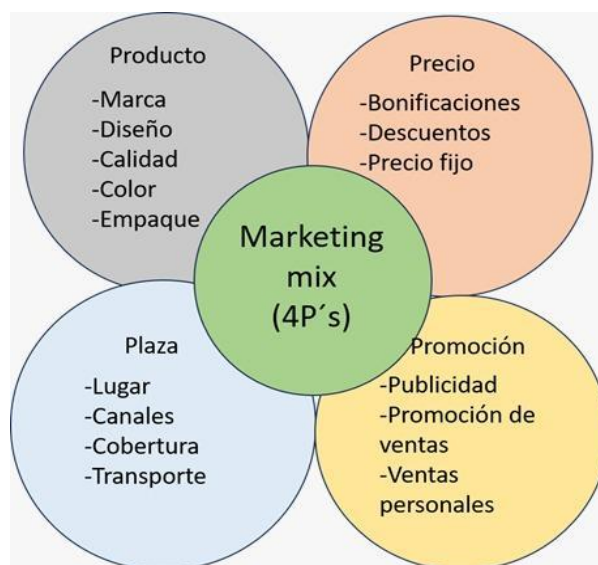 Producto
-Marca
-Diseño
-Calidad
-Color
-Empaque
Precio
-Bonificaciones
-Descuentos
-Precio fijo
Marketing
mix
(4P´s)
Plaza
-Lugar
-Canales
-Cobertura
-Transporte
Promoción
-Publicidad
-Promoción de
ventas
-Ventas
personales